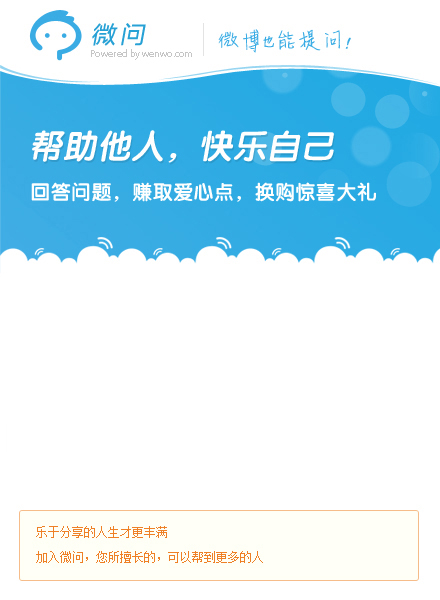 微问
Powered by wenwo.com
微博也能提问!
帮助他人，快乐自己
回答问题，赚取爱心点，换购惊喜大礼
乐于分享的人生才更丰满
加入微问，您所擅长的，可以帮到更多的人